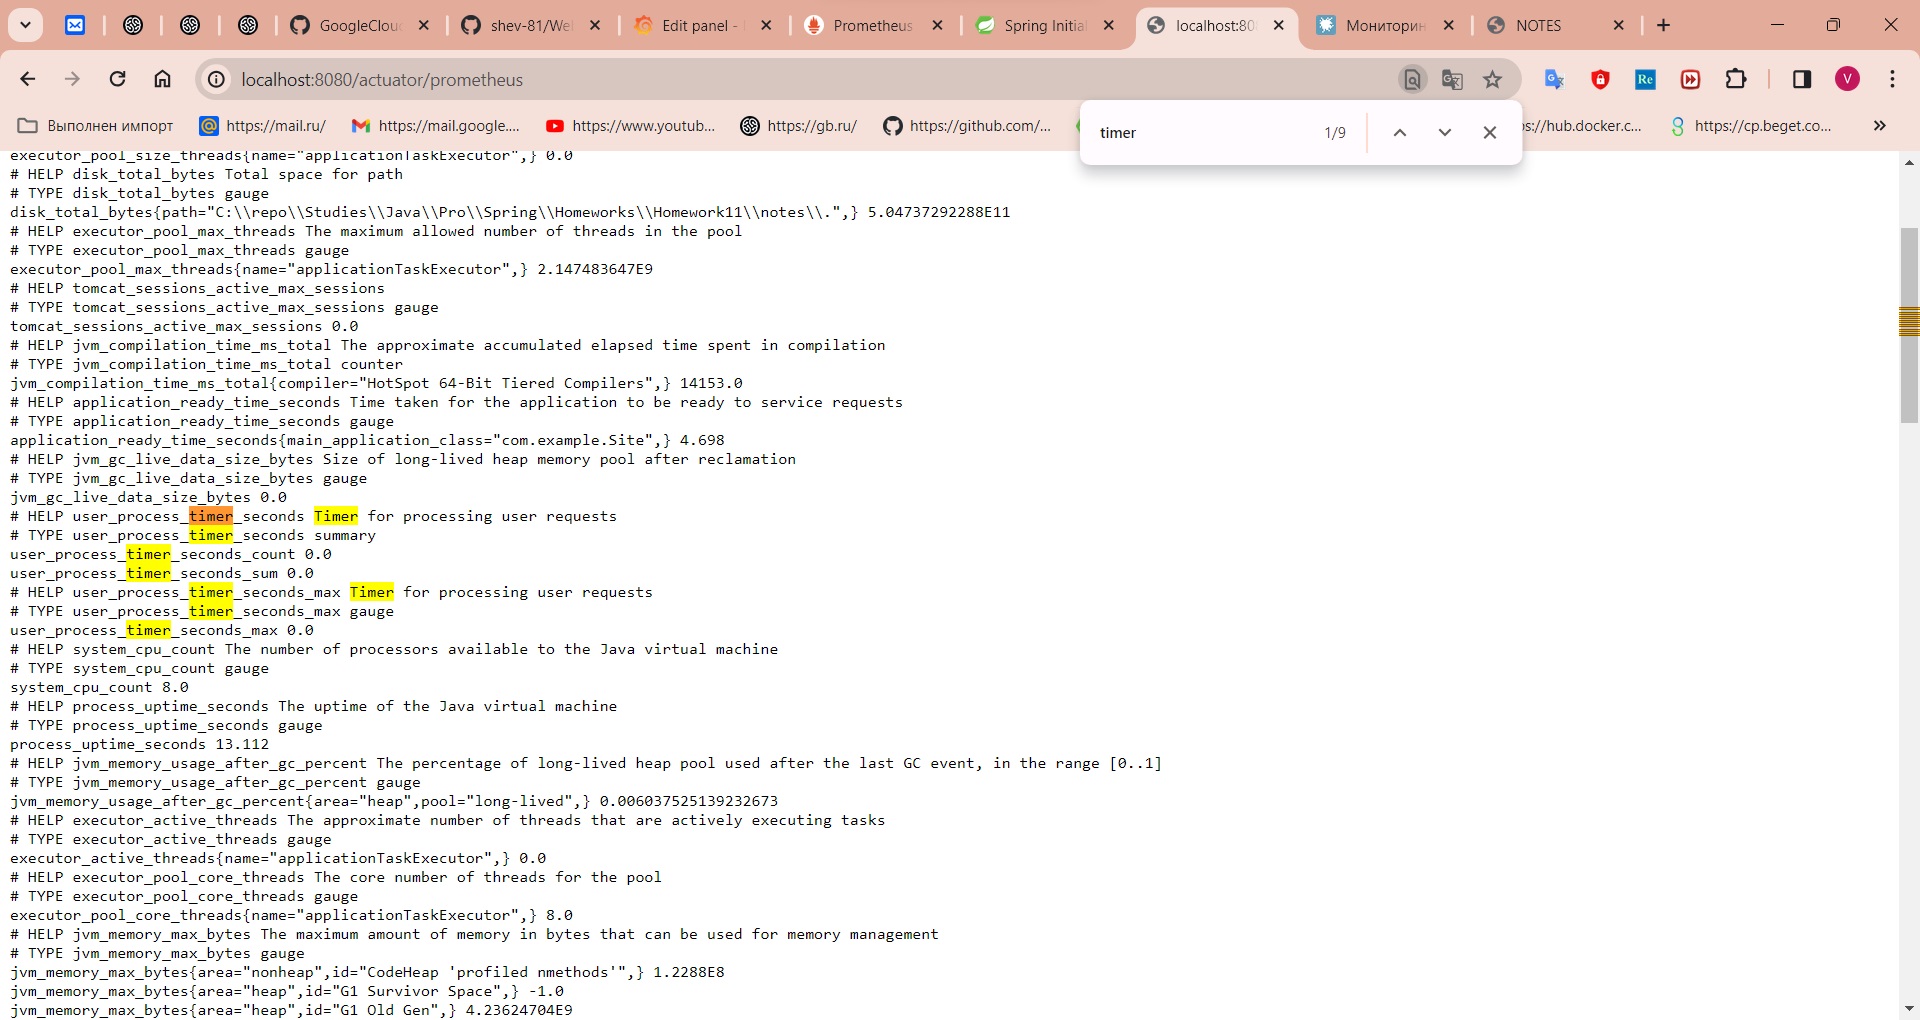 GoogleClou
shev-81/We
Edit panel -
Prometheus
Spring Initia
localhost:80
Мониторин
NOTES
localhost:8080/actuator/prometheus
V
Выполнен импорт
https://mail.ru/
https://mail.google....
https://www.youtub...
https://gb.ru/
https://github.com/...
ps://hub.docker.c...
https://cp.beget.co...
timer
1/9
executor_pool_size_threads{name="applicationTaskExecutor",} 0.0
# HELP disk_total_bytes Total space for path
# TYPE disk_total_bytes gauge
disk_total_bytes{path="C:\\repo\\Studies\\Java\\Pro\\Spring\\Homeworks\\Homework11\\notes\\.",} 5.04737292288E11
# HELP executor_pool_max_threads The maximum allowed number of threads in the pool
# TYPE executor_pool_max_threads gauge
executor_pool_max_threads{name="applicationTaskExecutor",} 2.147483647E9
# HELP tomcat_sessions_active_max_sessions
# TYPE tomcat_sessions_active_max_sessions gauge
tomcat_sessions_active_max_sessions 0.0
# HELP jvm_compilation_time_ms_total The approximate accumulated elapsed time spent in compilation
# TYPE jvm_compilation_time_ms_total counter
jvm_compilation_time_ms_total{compiler="HotSpot 64-Bit Tiered Compilers",} 14153.0
# HELP application_ready_time_seconds Time taken for the application to be ready to service requests
# TYPE application_ready_time_seconds gauge
application_ready_time_seconds{main_application_class="com.example.Site",} 4.698
# HELP jvm_gc_live_data_size_bytes Size of long-lived heap memory pool after reclamation
# TYPE jvm_gc_live_data_size_bytes gauge
jvm_gc_live_data_size_bytes 0.0
# HELP user_process_timer_seconds Timer for processing user requests
# TYPE user_process_timer_seconds summary
user_process_timer_seconds_count 0.0
user_process_timer_seconds_sum 0.0
# HELP user_process_timer_seconds_max Timer for processing user requests
# TYPE user_process_timer_seconds_max gauge
user_process_timer_seconds_max 0.0
# HELP system_cpu_count The number of processors available to the Java virtual machine
# TYPE system_cpu_count gauge
system_cpu_count 8.0
# HELP process_uptime_seconds The uptime of the Java virtual machine
# TYPE process_uptime_seconds gauge
process_uptime_seconds 13.112
# HELP jvm_memory_usage_after_gc_percent The percentage of long-lived heap pool used after the last GC event, in the range [0..1]
# TYPE jvm_memory_usage_after_gc_percent gauge
jvm_memory_usage_after_gc_percent{area="heap",pool="long-lived",} 0.006037525139232673
# HELP executor_active_threads The approximate number of threads that are actively executing tasks
# TYPE executor_active_threads gauge
executor_active_threads{name="applicationTaskExecutor",} 0.0
# HELP executor_pool_core_threads The core number of threads for the pool
# TYPE executor_pool_core_threads gauge
executor_pool_core_threads{name="applicationTaskExecutor",} 8.0
# HELP jvm_memory_max_bytes The maximum amount of memory in bytes that can be used for memory management
# TYPE jvm_memory_max_bytes gauge
jvm_memory_max_bytes{area="nonheap",id="CodeHeap 'profiled nmethods'",} 1.2288E8
jvm_memory_max_bytes{area="heap",id="G1 Survivor Space",} -1.0
jvm_memory_max_bytes{area="heap",id="G1 Old Gen",} 4.23624704E9